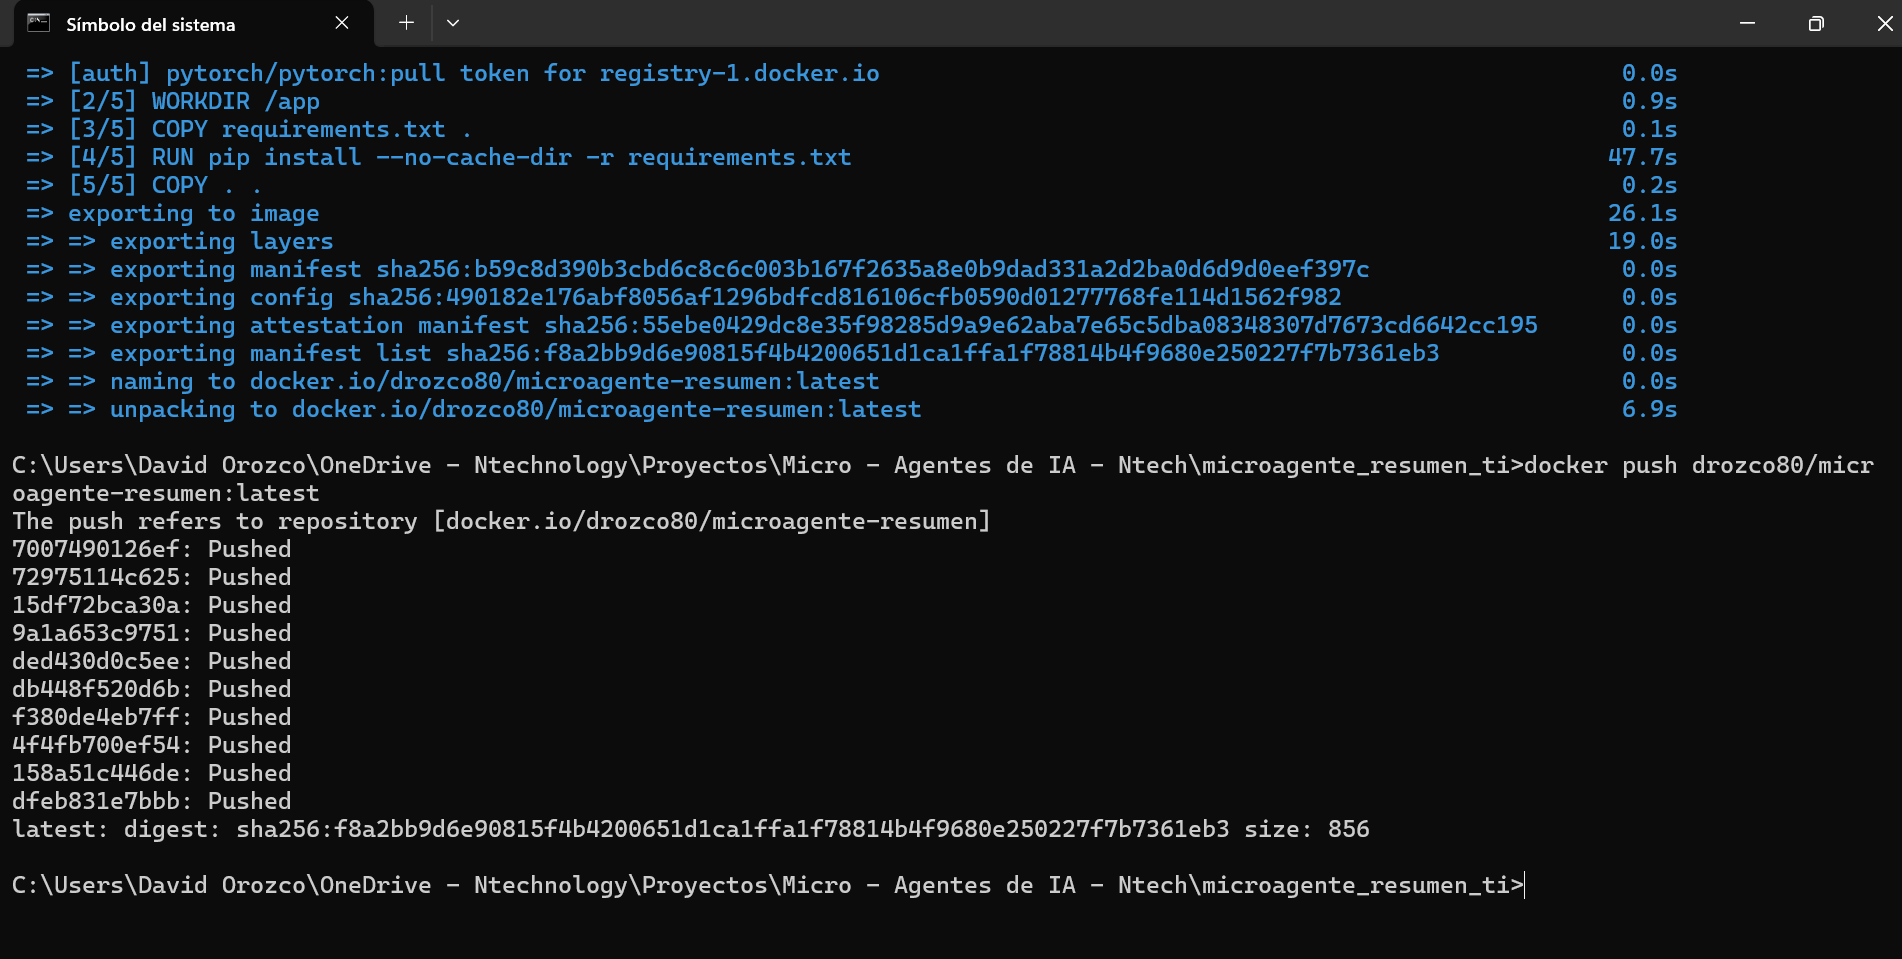 Símbolo del sistema
=> [auth] pytorch/pytorch:pull token for registry-1.docker.io 0.0s
=> [2/5] WORKDIR /app 0.9s
=> [3/5] COPY requirements.txt . 0.1s
=> [4/5] RUN pip install --no-cache-dir -r requirements.txt 47.7s
=> [5/5] COPY . . 0.2s
=> exporting to image 26.1s
=> => exporting layers 19.0s
=> => exporting manifest sha256:b59c8d390b3cbd6c8c6c003b167f2635a8e0b9dad331a2d2ba0d6d9d0eef397c 0.0s
=> => exporting config sha256:490182e176abf8056af1296bdfcd816106cfb0590d01277768fe114d1562f982 0.0s
=> => exporting attestation manifest sha256:55ebe0429dc8e35f98285d9a9e62aba7e65c5dba08348307d7673cd6642cc195 0.0s
=> => exporting manifest list sha256:f8a2bb9d6e90815f4b4200651d1ca1ffa1f78814b4f9680e250227f7b7361eb3 0.0s
=> => naming to docker.io/drozco80/microagente-resumen:latest 0.0s
=> => unpacking to docker.io/drozco80/microagente-resumen:latest 6.9s
C:\Users\David Orozco\OneDrive - Ntechnology\Proyectos\Micro - Agentes de IA - Ntech\microagente_resumen_ti>docker push drozco80/micr
oagente-resumen:latest
The push refers to repository [docker.io/drozco80/microagente-resumen]
7007490126ef: Pushed
72975114c625: Pushed
15df72bca30a: Pushed
9a1a653c9751: Pushed
ded430d0c5ee: Pushed
db448f520d6b: Pushed
f380de4eb7ff: Pushed
4f4fb700ef54: Pushed
158a51c446de: Pushed
dfeb831e7bbb: Pushed
latest: digest: sha256:f8a2bb9d6e90815f4b4200651d1ca1ffa1f78814b4f9680e250227f7b7361eb3 size: 856
C:\Users\David Orozco\OneDrive - Ntechnology\Proyectos\Micro - Agentes de IA - Ntech\microagente_resumen_ti>